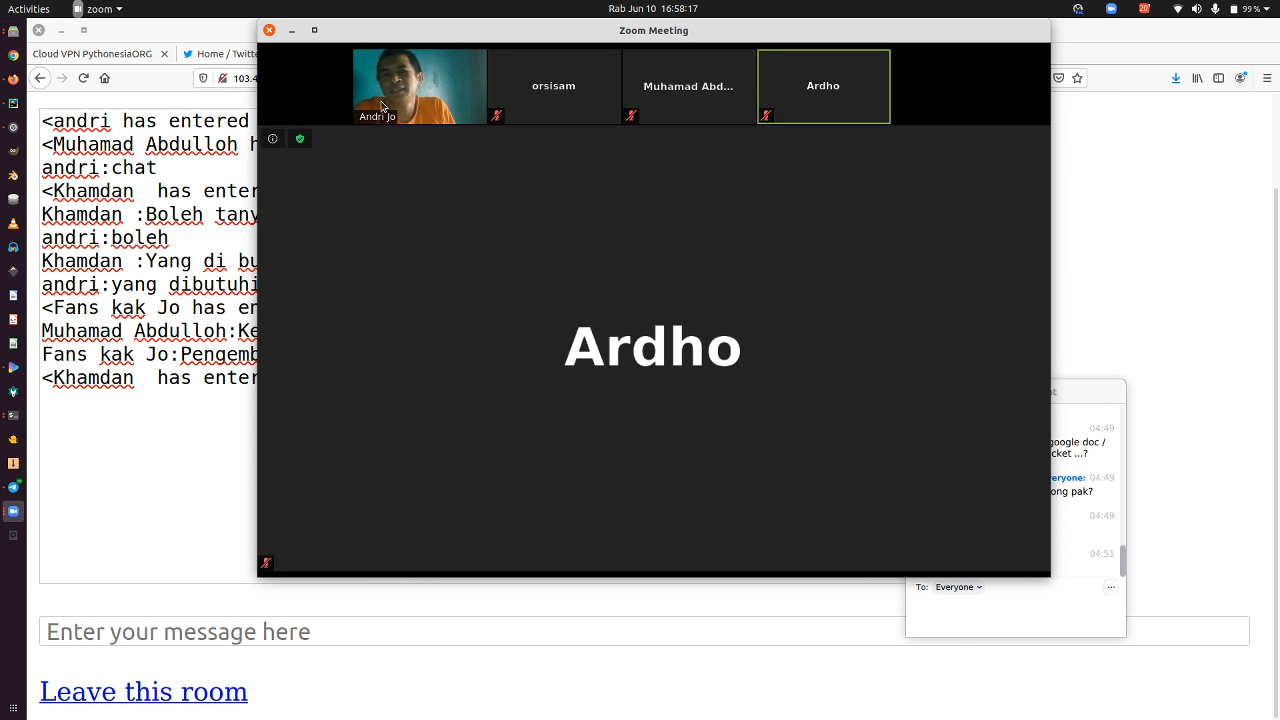 Activities
zoom
Rab Jun 10 16:58:17
20
99 %
Zoom Meeting
Cloud VPN PythonesiaORG
Home / Twitte
103.4
Andri Jo
orsisam
Muhamad Abd...
Ardho
<andri has entered
<Muhamad Abdulloh h
andri:chat
<Khamdan has enter
Khamdan :Boleh tany
andri:boleh
Khamdan :Yang di bu
andri:yang dibutuhi
<Fans kak Jo has en
Muhamad Abdulloh:Ke
Fans kak Jo:Pengemb
<Khamdan has enter
Ardho
04:49
google doc /
cket ...?
eryone: 04:49
ong pak?
04:49
04:51
To: Everyone
Enter your message here
Leave this room